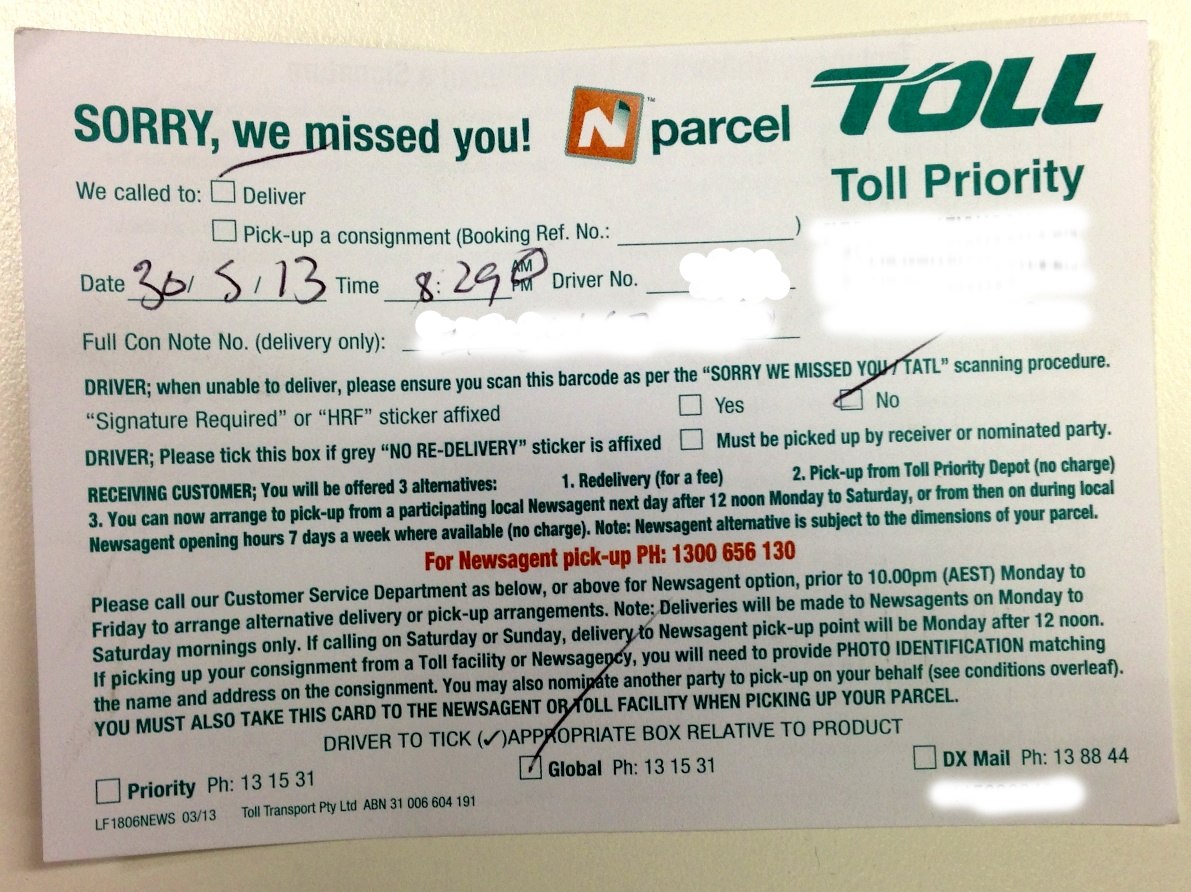 SORRY, we missed you!
N™ parcel
TOLL
Toll Priority
We called to: Deliver
Pick-up a consignment (Booking Ref. No.: )
Date 30/ 5 / 13 Time 8:29 AM PM Driver No.
Full Con Note No. (delivery only):
DRIVER; when unable to deliver, please ensure you scan this barcode as per the “SORRY WE MISSED YOU / TATL” scanning procedure.
“Signature Required” or “HRF” sticker affixed Yes No
DRIVER; Please tick this box if grey “NO RE-DELIVERY” sticker is affixed Must be picked up by receiver or nominated party.
RECEIVING CUSTOMER; You will be offered 3 alternatives: 1. Redelivery (for a fee) 2. Pick-up from Toll Priority Depot (no charge)
3. You can now arrange to pick-up from a participating local Newsagent next day after 12 noon Monday to Saturday, or from then on during local
Newsagent opening hours 7 days a week where available (no charge). Note: Newsagent alternative is subject to the dimensions of your parcel.
For Newsagent pick-up PH: 1300 656 130
Please call our Customer Service Department as below, or above for Newsagent option, prior to 10.00pm (AEST) Monday to
Friday to arrange alternative delivery or pick-up arrangements. Note: Deliveries will be made to Newsagents on Monday to
Saturday mornings only. If calling on Saturday or Sunday, delivery to Newsagent pick-up point will be Monday after 12 noon.
If picking up your consignment from a Toll facility or Newsagency, you will need to provide PHOTO IDENTIFICATION matching
the name and address on the consignment. You may also nominate another party to pick-up on your behalf (see conditions overleaf).
YOU MUST ALSO TAKE THIS CARD TO THE NEWSAGENT OR TOLL FACILITY WHEN PICKING UP YOUR PARCEL.
DRIVER TO TICK (✓)APPROPRIATE BOX RELATIVE TO PRODUCT
Priority Ph: 13 15 31 Global Ph: 13 15 31 DX Mail Ph: 13 88 44
LF1806NEWS 03/13 Toll Transport Pty Ltd ABN 31 006 604 191